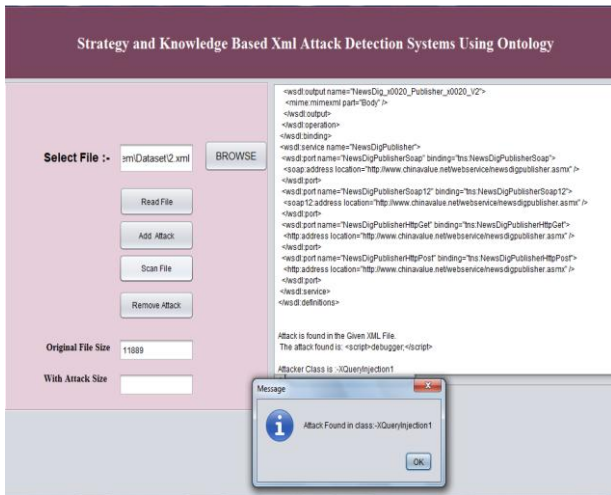 Strategy and Knowledge Based Xml Attack Detection Systems Using Ontology
Select File :-
em\Dataset\2.xml
BROWSE
Read File
Add Attack
Scan File
Remove Attack
Original File Size
11889
With Attack Size
<wsdl:output name="NewsDig_x0020_Publisher_x0020_V2">
<mime:mimexml part="Body" />
</wsdl:output>
</wsdl:operation>
</wsdl:binding>
<wsdl:service name="NewsDigPublisher">
<wsdl:port name="NewsDigPublisherSoap" binding="tns:NewsDigPublisherSoap">
<soap:address location="http://www.chinavalue.net/webservice/newsdigpublisher.asmx" />
</wsdl:port>
<wsdl:port name="NewsDigPublisherSoap12" binding="tns:NewsDigPublisherSoap12">
<soap12:address location="http://www.chinavalue.net/webservice/newsdigpublisher.asmx" />
</wsdl:port>
<wsdl:port name="NewsDigPublisherHttpGet" binding="tns:NewsDigPublisherHttpGet">
<http:address location="http://www.chinavalue.net/webservice/newsdigpublisher.asmx" />
</wsdl:port>
<wsdl:port name="NewsDigPublisherHttpPost" binding="tns:NewsDigPublisherHttpPost">
<http:address location="http://www.chinavalue.net/webservice/newsdigpublisher.asmx" />
</wsdl:port>
</wsdl:service>
</wsdl:definitions>
Attack is found in the Given XML File.
The attack found is: <script>debugger;</script>
Attacker Class is :-XQueryInjection1
Message
Attack Found in class:-XQueryInjection1
OK